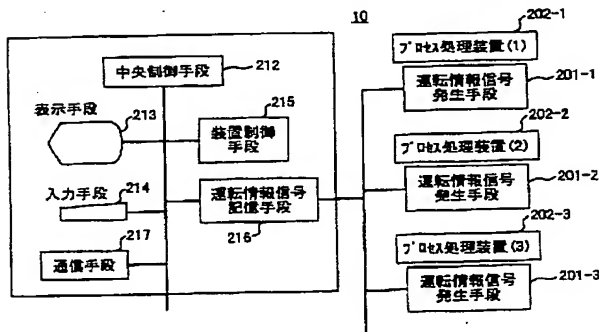 10
中央制御手段
212
表示手段
213
215
装置制御
手段
入力手段
214
運転情報信号
記憶手段
216
217
通信手段
202-1
プロセス処理装置(1)
201-1
運転情報信号
発生手段
202-2
プロセス処理装置(2)
201-2
運転情報信号
発生手段
202-3
プロセス処理装置(3)
201-3
運転情報信号
発生手段